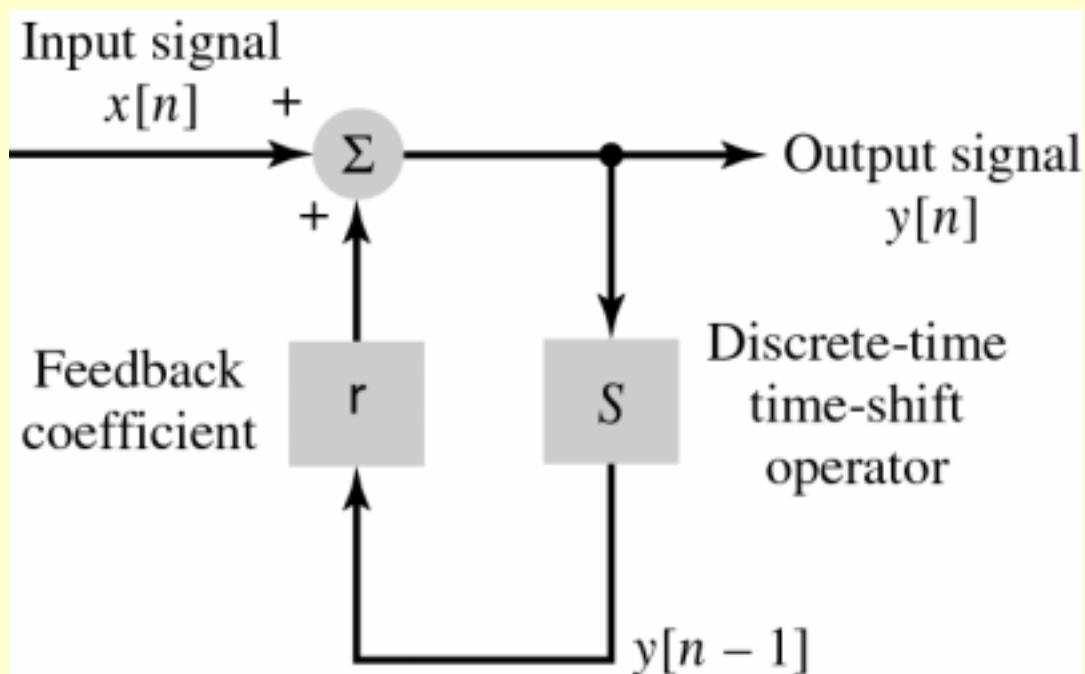 Input signal
x[n]
+
Σ
Output signal
y[n]
+
Feedback
coefficient
r
S
Discrete-time
time-shift
operator
y[n − 1]